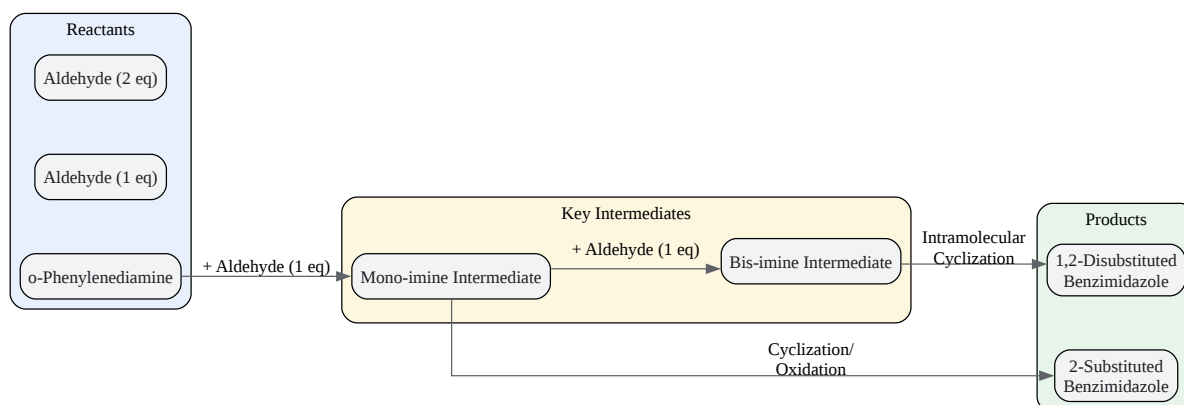 Reactants
Aldehyde (2 eq)
Aldehyde (1 eq)
o-Phenylenediamine
+ Aldehyde (1 eq)
Key Intermediates
Mono-imine Intermediate
+ Aldehyde (1 eq)
Bis-imine Intermediate
Intramolecular
Cyclization
Cyclization/
Oxidation
Products
1,2-Disubstituted
Benzimidazole
2-Substituted
Benzimidazole